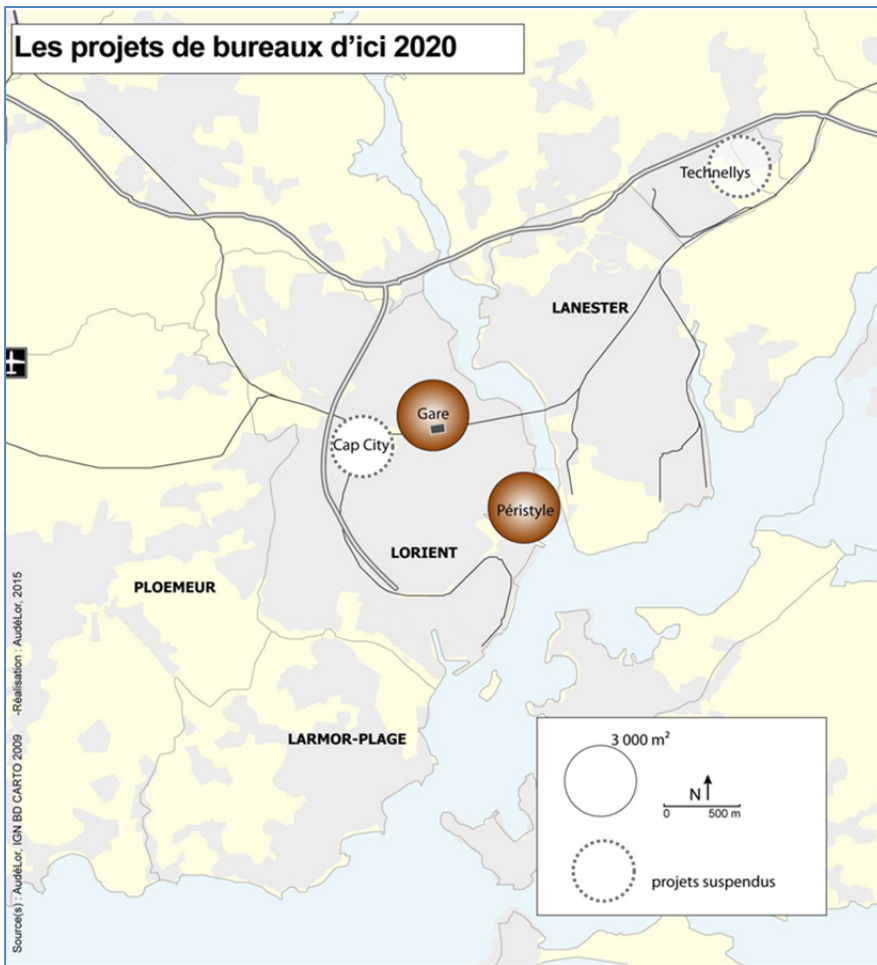 Les projets de bureaux d'ici 2020
Technellys
LANESTER
Gare
Cap City
Péristyle
LORIENT
PLOEMEUR
LARMOR-PLAGE
3 000 m²
N
0 500 m
projets suspendus
Source(s) : AudéLor, IGN BD CARTO 2009 -Réalisation : AudéLor, 2015